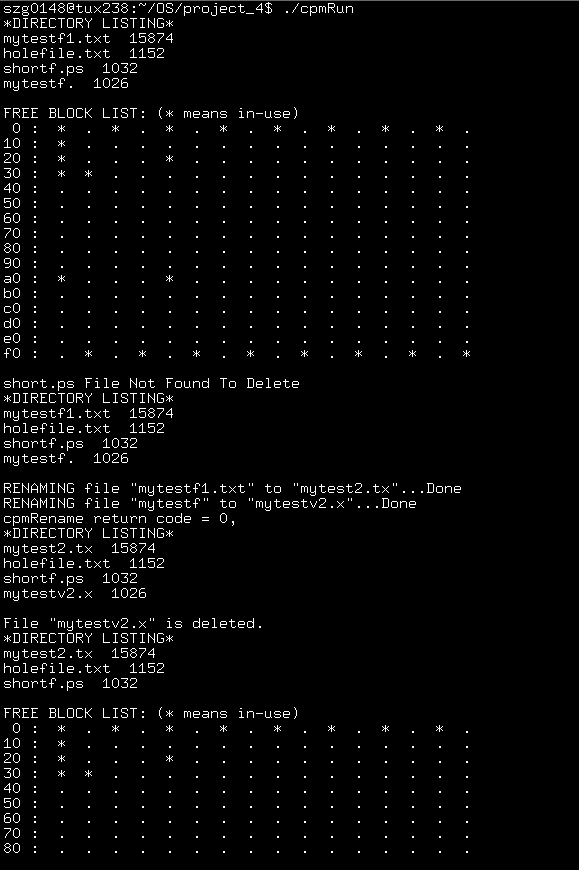 szg0148@tux238:~/OS/project_4$ ./cpmRun
*DIRECTORY LISTING*
mytestf1.txt  15874
holefile.txt  1152
shortf.ps  1032
mytestf.  1026
FREE BLOCK LIST: (* means in-use)
 0 :  *  .  *  .  *  .  *  .  *  .  *  .  *  .  *  .
10 :  *  .  .  .  .  .  .  .  .  .  .  .  .  .  .  .
20 :  *  .  .  .  *  .  .  .  .  .  .  .  .  .  .  .
30 :  *  *  .  .  .  .  .  .  .  .  .  .  .  .  .  .
40 :  .  .  .  .  .  .  .  .  .  .  .  .  .  .  .  .
50 :  .  .  .  .  .  .  .  .  .  .  .  .  .  .  .  .
60 :  .  .  .  .  .  .  .  .  .  .  .  .  .  .  .  .
70 :  .  .  .  .  .  .  .  .  .  .  .  .  .  .  .  .
80 :  .  .  .  .  .  .  .  .  .  .  .  .  .  .  .  .
90 :  .  .  .  .  .  .  .  .  .  .  .  .  .  .  .  .
a0 :  *  .  .  .  *  .  .  .  .  .  .  .  .  .  .  .
b0 :  .  .  .  .  .  .  .  .  .  .  .  .  .  .  .  .
c0 :  .  .  .  .  .  .  .  .  .  .  .  .  .  .  .  .
d0 :  .  .  .  .  .  .  .  .  .  .  .  .  .  .  .  .
e0 :  .  .  .  .  .  .  .  .  .  .  .  .  .  .  .  .
f0 :  .  *  .  *  .  *  .  *  .  *  .  *  .  *  .  *
short.ps File Not Found To Delete
*DIRECTORY LISTING*
mytestf1.txt  15874
holefile.txt  1152
shortf.ps  1032
mytestf.  1026
RENAMING file "mytestf1.txt" to "mytest2.tx"...Done
RENAMING file "mytestf" to "mytestv2.x"...Done
cpmRename return code = 0,
*DIRECTORY LISTING*
mytest2.tx  15874
holefile.txt  1152
shortf.ps  1032
mytestv2.x  1026
File "mytestv2.x" is deleted.
*DIRECTORY LISTING*
mytest2.tx  15874
holefile.txt  1152
shortf.ps  1032
FREE BLOCK LIST: (* means in-use)
 0 :  *  .  *  .  *  .  *  .  *  .  *  .  *  .  *  .
10 :  *  .  .  .  .  .  .  .  .  .  .  .  .  .  .  .
20 :  *  .  .  .  *  .  .  .  .  .  .  .  .  .  .  .
30 :  *  *  .  .  .  .  .  .  .  .  .  .  .  .  .  .
40 :  .  .  .  .  .  .  .  .  .  .  .  .  .  .  .  .
50 :  .  .  .  .  .  .  .  .  .  .  .  .  .  .  .  .
60 :  .  .  .  .  .  .  .  .  .  .  .  .  .  .  .  .
70 :  .  .  .  .  .  .  .  .  .  .  .  .  .  .  .  .
80 :  .  .  .  .  .  .  .  .  .  .  .  .  .  .  .  .